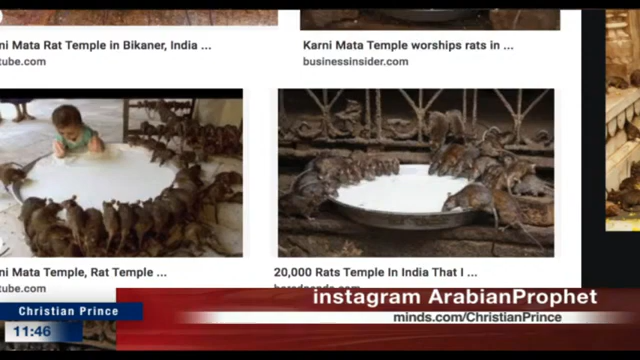 ni Mata Rat Temple in Bikaner, India ...
tube.com
Karni Mata Temple worships rats in ...
businessinsider.com
ni Mata Temple, Rat Temple ...
tube.com
20,000 Rats Temple In India That I ...
instagram ArabianProphet
Christian Prince
minds.com/ChristianPrince
11:46